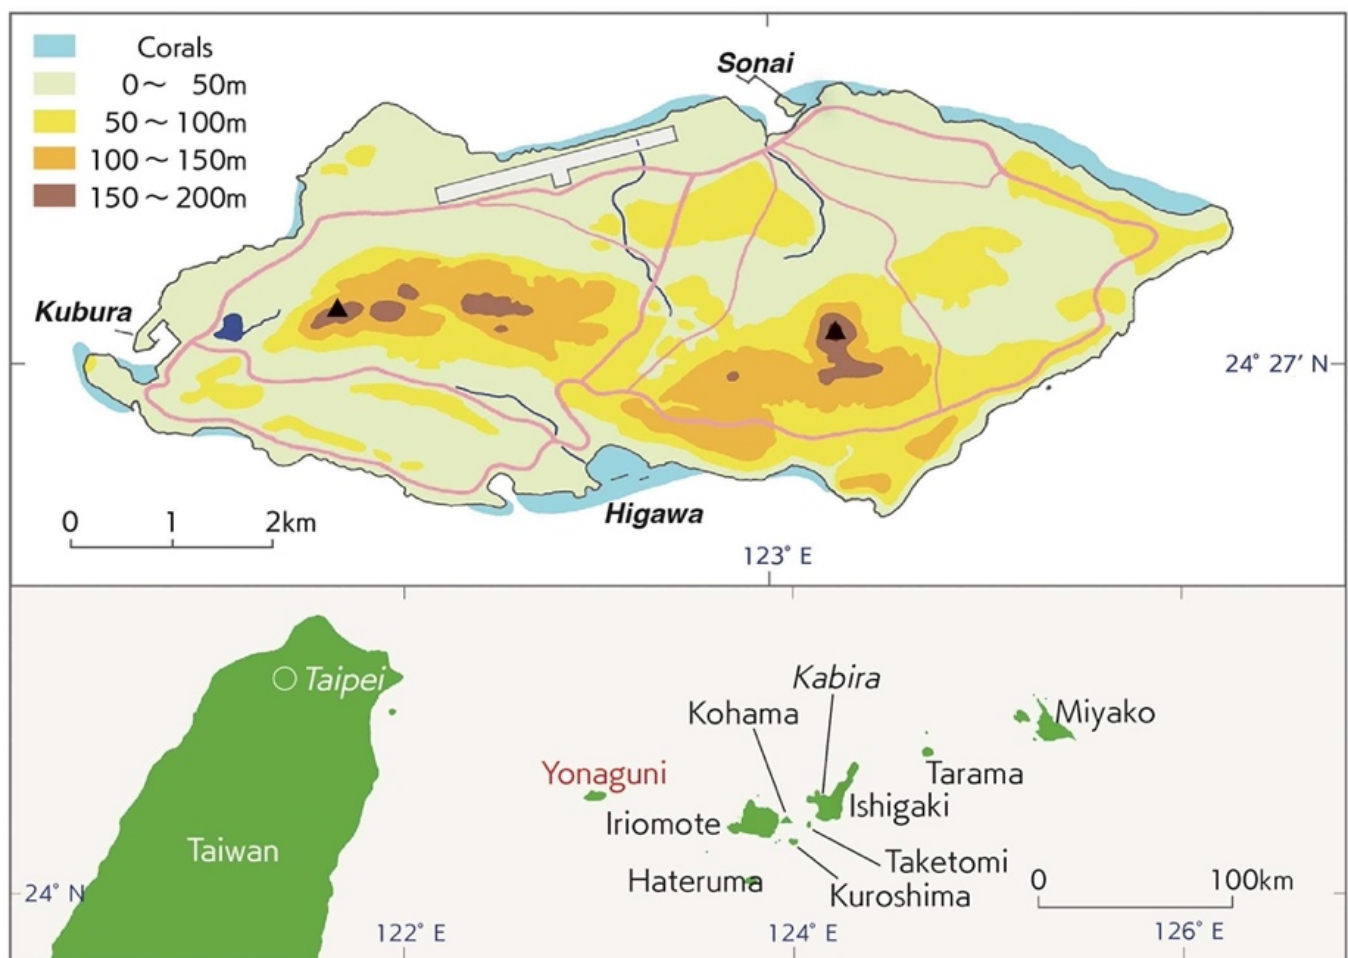 Corals
0～ 50m
50～100m
100～150m
150～200m
Sonai
Kubura
24° 27′ N
0 1 2km
Higawa
123° E
Taipei
Kabira
Kohama
Miyako
Yonaguni
Tarama
Iriomote
Ishigaki
Taiwan
Taketomi
Hateruma
Kuroshima
0 100km
24° N
122° E
124° E
126° E